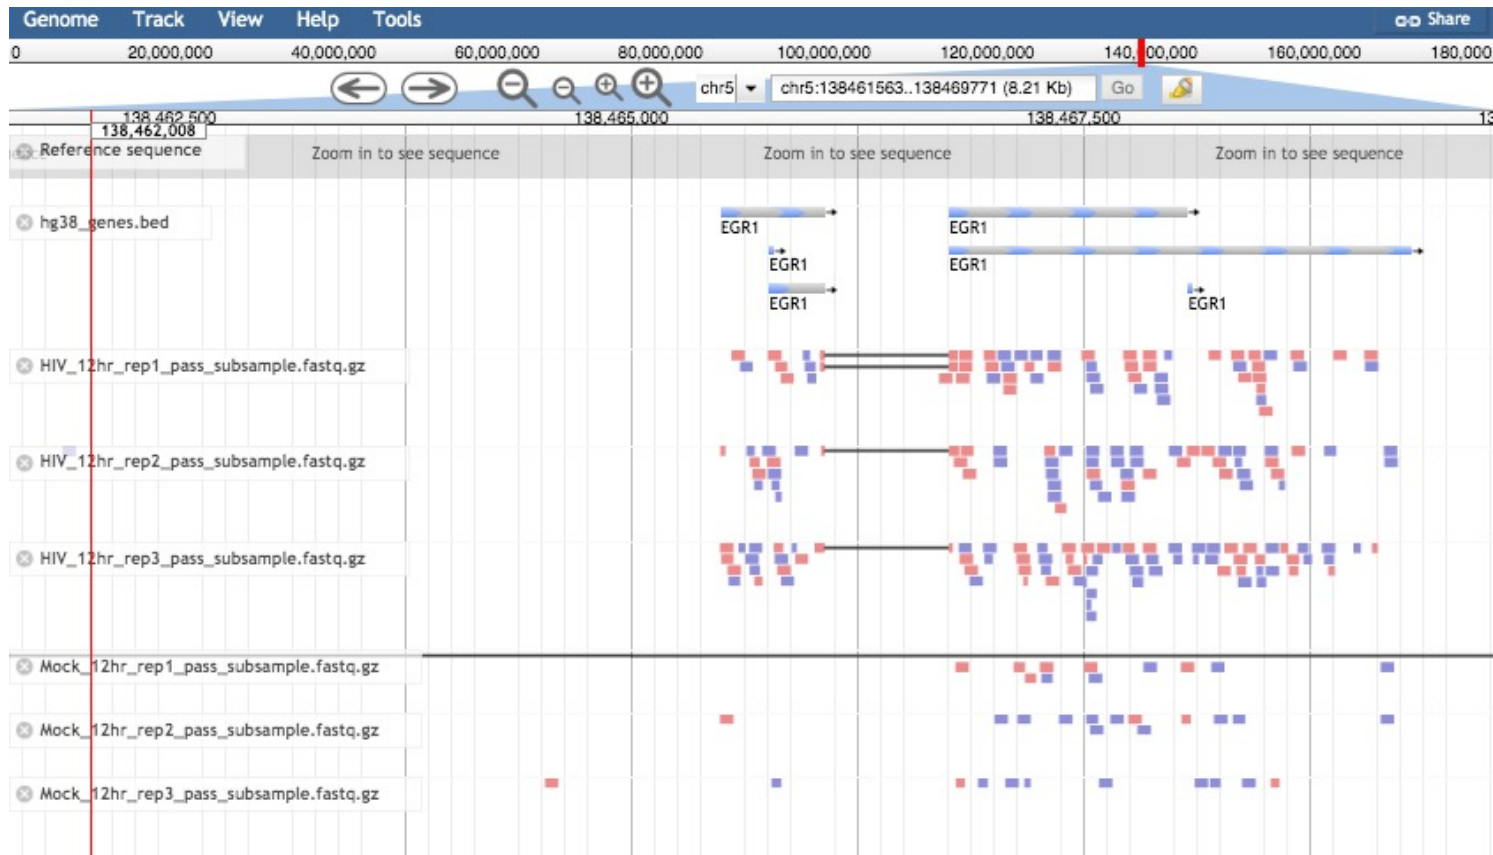 Genome Track View Help Tools Share
0 20,000,000 40,000,000 60,000,000 80,000,000 100,000,000 120,000,000 140,000,000 160,000,000 180,000
chr5 chr5:138461563..138469771 (8.21 Kb) Go
138,462,500 138,465,000 138,467,500 13
138,462,008
Reference sequence Zoom in to see sequence Zoom in to see sequence Zoom in to see sequence
hg38_genes.bed
EGR1 EGR1
EGR1 EGR1
EGR1 EGR1
HIV_12hr_rep1_pass_subsample.fastq.gz
HIV_12hr_rep2_pass_subsample.fastq.gz
HIV_12hr_rep3_pass_subsample.fastq.gz
Mock_12hr_rep1_pass_subsample.fastq.gz
Mock_12hr_rep2_pass_subsample.fastq.gz
Mock_12hr_rep3_pass_subsample.fastq.gz